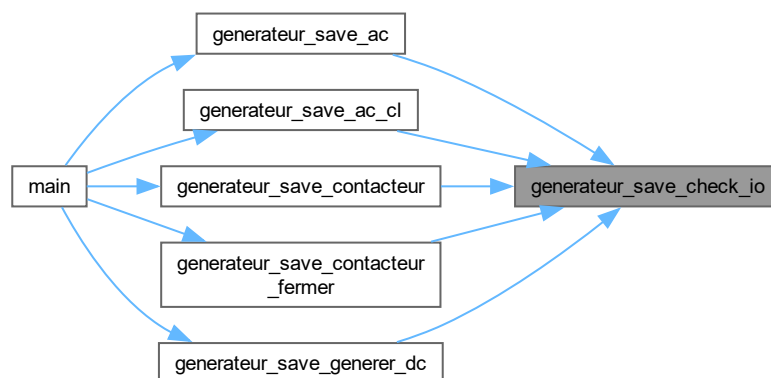 generateur_save_ac
generateur_save_ac_cl
main
generateur_save_contacteur
generateur_save_check_io
generateur_save_contacteur
_fermer
generateur_save_generer_dc